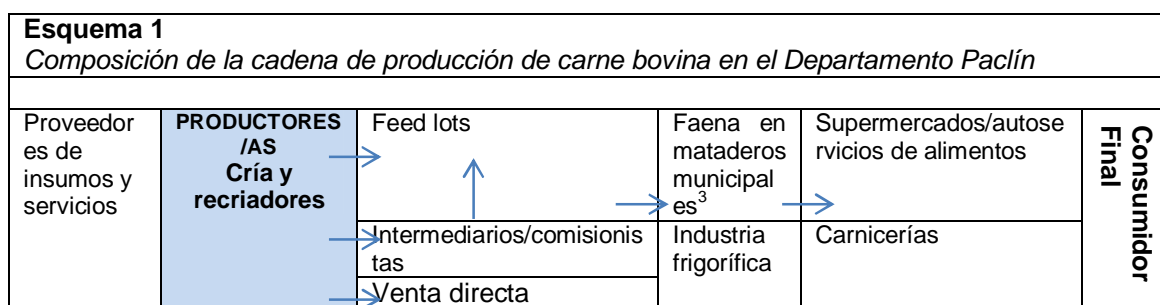 Esquema 1
Composición de la cadena de producción de carne bovina en el Departamento Paclín
Proveedor
es de
insumos y
servicios
PRODUCTORES
/AS
Cría y
recriadores
Feed lots
Intermediarios/comisionis
tas
Venta directa
Faena en
mataderos
municipal
es3
Industria
frigorífica
Supermercados/autose
rvicios de alimentos
Carnicerías
Consumidor
Final